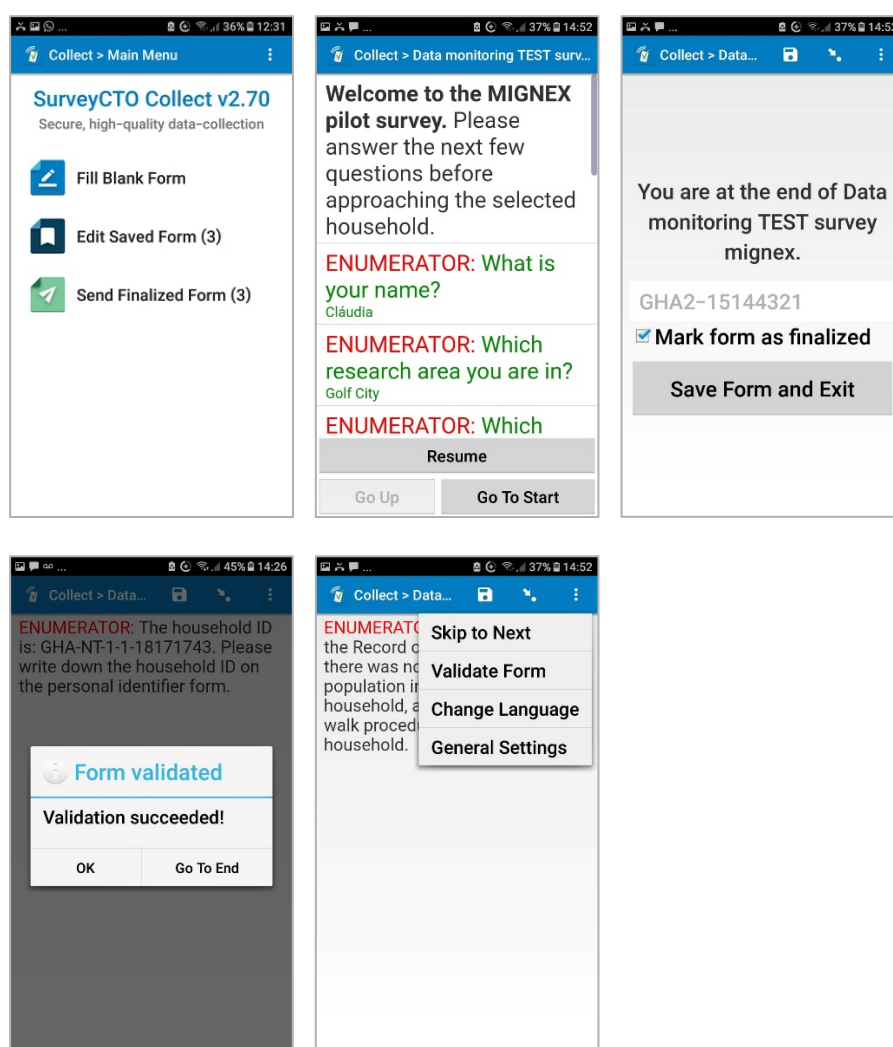 36% 12:31
Collect > Main Menu
SurveyCTO Collect v2.70
Secure, high-quality data-collection
Fill Blank Form
Edit Saved Form (3)
Send Finalized Form (3)
... 37% 14:52
Collect > Data monitoring TEST surv...
Welcome to the MIGNEX
pilot survey. Please
answer the next few
questions before
approaching the selected
household.
ENUMERATOR: What is
your name?
Cláudia
ENUMERATOR: Which
research area you are in?
Golf City
ENUMERATOR: Which
Resume
Go Up
Go To Start
... 37% 14:52
Collect > Data...
You are at the end of Data
monitoring TEST survey
mignex.
GHA2-15144321
Mark form as finalized
Save Form and Exit
... 45% 14:26
Collect > Data...
ENUMERATOR: The household ID
is: GHA-NT-1-1-18171743. Please
write down the household ID on
the personal identifier form.
Form validated
Validation succeeded!
OK
Go To End
... 37% 14:52
Collect > Data...
the Record
there was
population
household,
walk
household.
Skip to Next
Validate Form
Change Language
General Settings